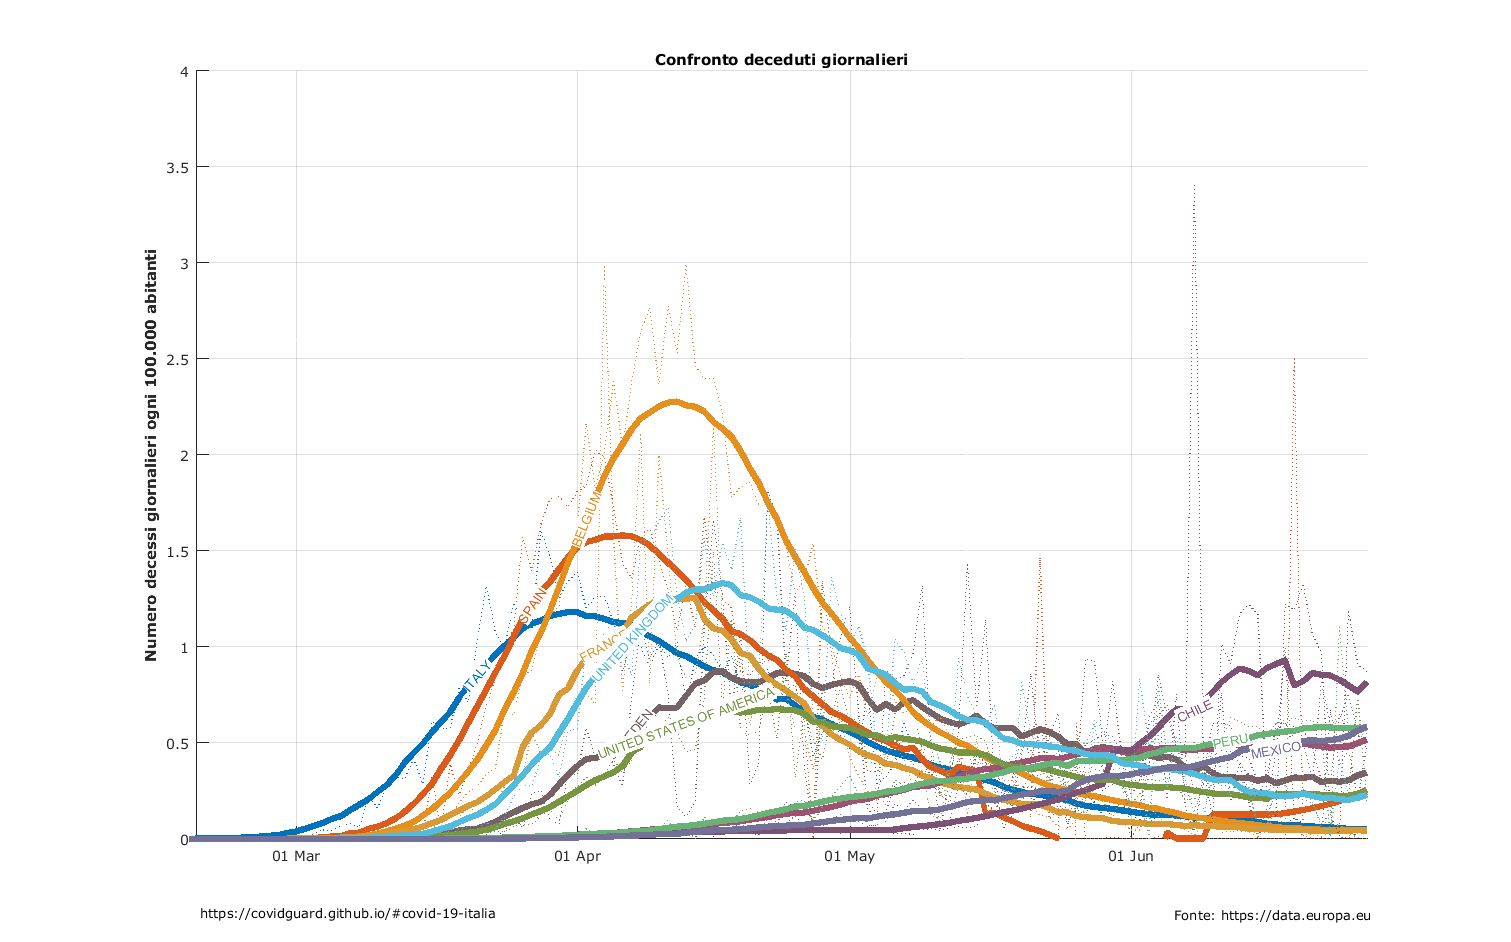 Confronto deceduti giornalieri
Numero decessi giornalieri ogni 100.000 abitanti
4
3.5
3
2.5
2
1.5
1
0.5
0
01 Mar
01 Apr
01 May
01 Jun
ITALY
SPAIN
BELGIUM
UNITED KINGDOM
UNITED STATES OF AMERICA
CHILE
PERU
MEXICO
https://covidguard.github.io/#covid-19-italia
Fonte: https://data.europa.eu